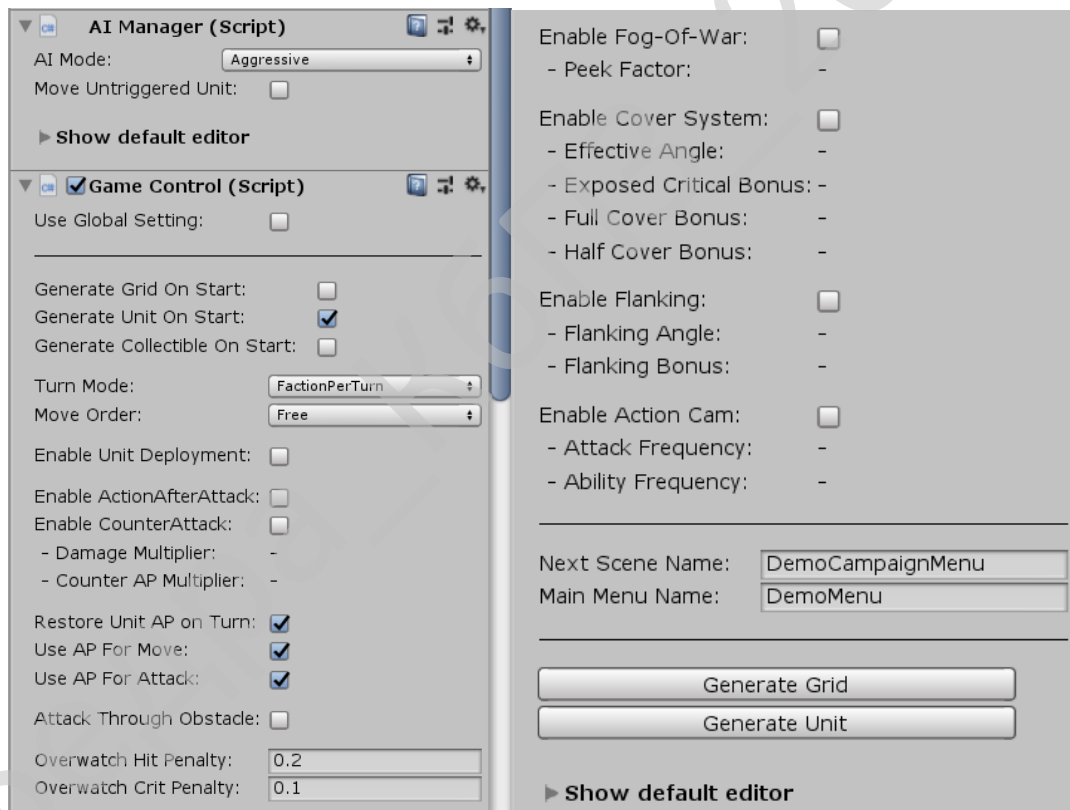 AI Manager (Script)
AI Mode: Aggressive
Move Untriggered Unit:
Show default editor
Game Control (Script)
Use Global Setting:
Generate Grid On Start:
Generate Unit On Start:
Generate Collectible On Start:
Turn Mode: FactionPerTurn
Move Order: Free
Enable Unit Deployment:
Enable ActionAfterAttack:
Enable CounterAttack:
- Damage Multiplier: -
- Counter AP Multiplier: -
Restore Unit AP on Turn:
Use AP For Move:
Use AP For Attack:
Attack Through Obstacle:
Overwatch Hit Penalty: 0.2
Overwatch Crit Penalty: 0.1
Enable Fog-Of-War:
- Peek Factor: -
Enable Cover System:
- Effective Angle: -
- Exposed Critical Bonus: -
- Full Cover Bonus: -
- Half Cover Bonus: -
Enable Flanking:
- Flanking Angle: -
- Flanking Bonus: -
Enable Action Cam:
- Attack Frequency: -
- Ability Frequency: -
Next Scene Name: DemoCampaignMenu
Main Menu Name: DemoMenu
Generate Grid
Generate Unit
Show default editor